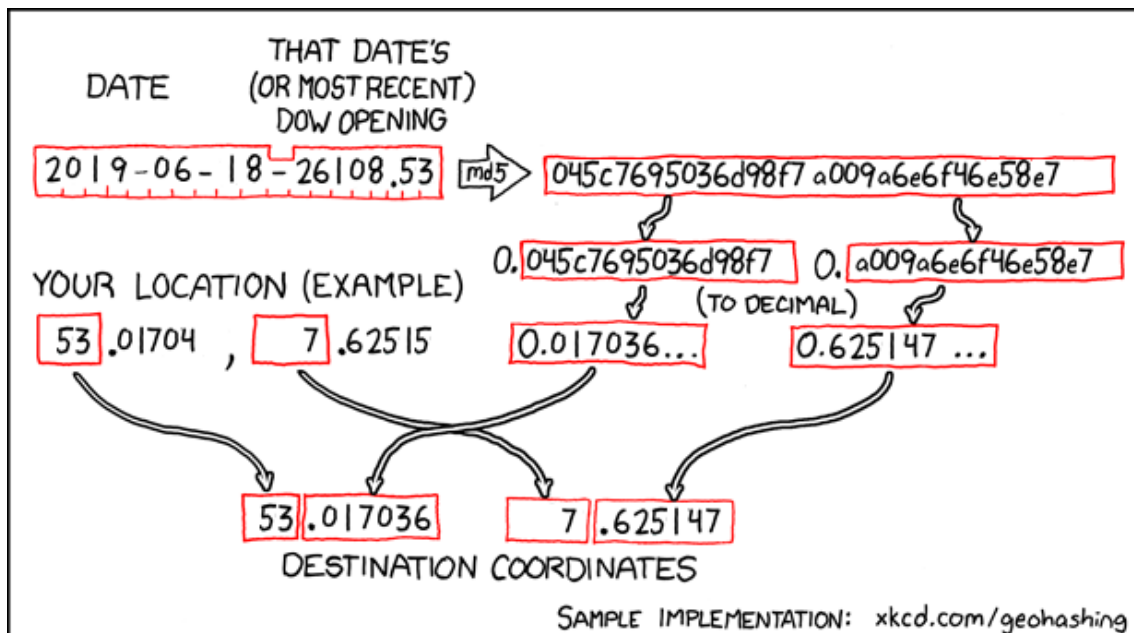 DATE
THAT DATE'S
(OR MOST RECENT)
DOW OPENING
2019-06-18-26108.53
md5
045c7695036d98f7a009a6e6f46e58e7
0.045c7695036d98f7
0.a009a6e6f46e58e7
(TO DECIMAL)
YOUR LOCATION (EXAMPLE)
53.01704, 7.62515
0.017036...
0.625147...
53.017036
7.625147
DESTINATION COORDINATES
SAMPLE IMPLEMENTATION: xkcd.com/geohashing